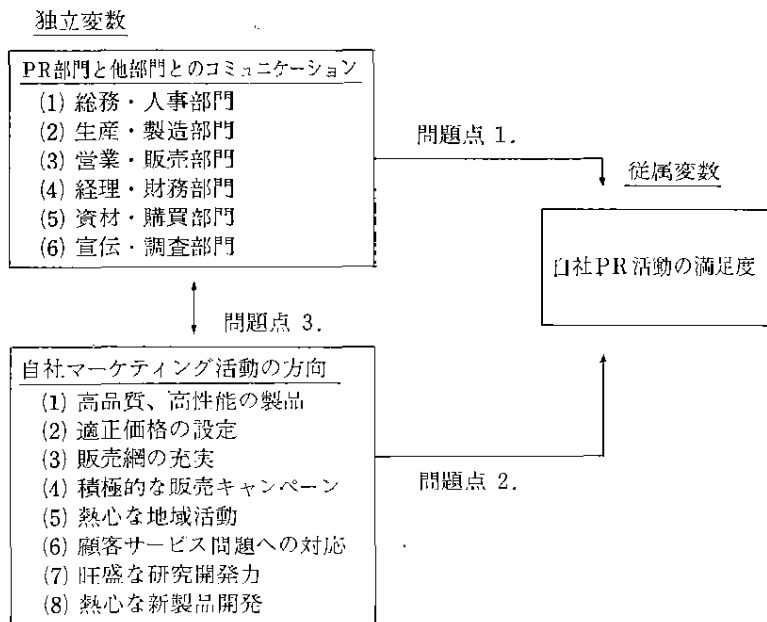 独立変数
PR部門と他部門とのコミュニケーション
(1) 総務・人事部門
(2) 生産・製造部門
(3) 営業・販売部門
(4) 経理・財務部門
(5) 資材・購買部門
(6) 宣伝・調査部門
問題点 1.
従属変数
自社PR活動の満足度
問題点 3.
自社マーケティング活動の方向
(1) 高品質、高性能の製品
(2) 適正価格の設定
(3) 販売網の充実
(4) 積極的な販売キャンペーン
(5) 熱心な地域活動
(6) 顧客サービス問題への対応
(7) 旺盛な研究開発力
(8) 熱心な新製品開発
問題点 2.